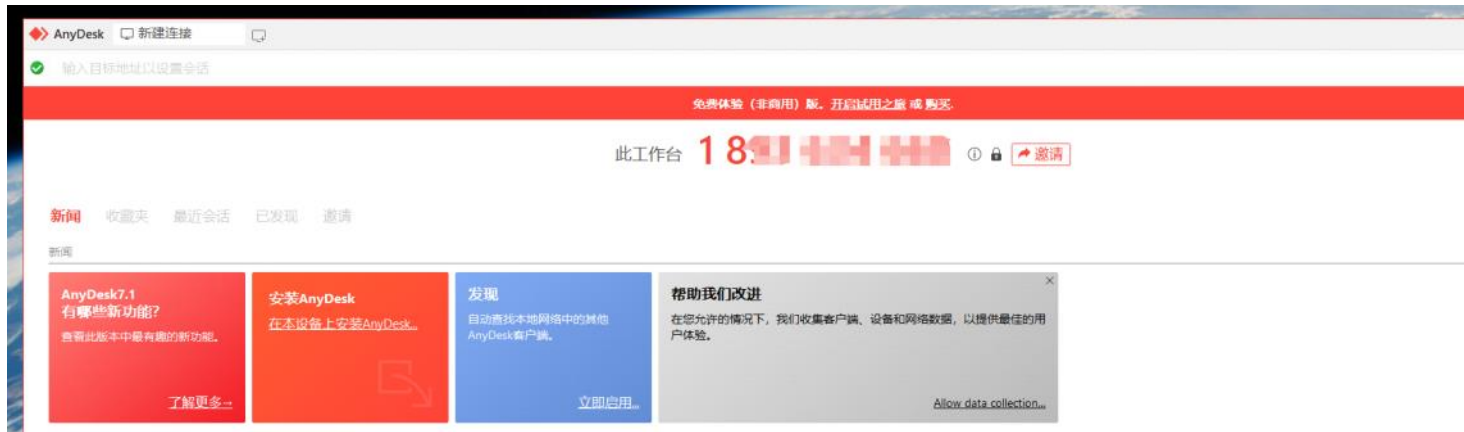 AnyDesk 新建连接
输入目标地址以设置会话
免费体验（非商用）版。开启试用之旅 或 购买.
此工作台 1 8 邀请
新闻 收藏夹 最近会话 已发现 邀请
新闻
AnyDesk7.1
有哪些新功能?
查看此版本中最有趣的新功能。
了解更多→
安装AnyDesk
在本设备上安装AnyDesk...
发现
自动查找本地网络中的其他
AnyDesk客户端。
立即启用...
帮助我们改进
在您允许的情况下，我们收集客户端、设备和网络数据，以提供最佳的用
户体验。
Allow data collection...